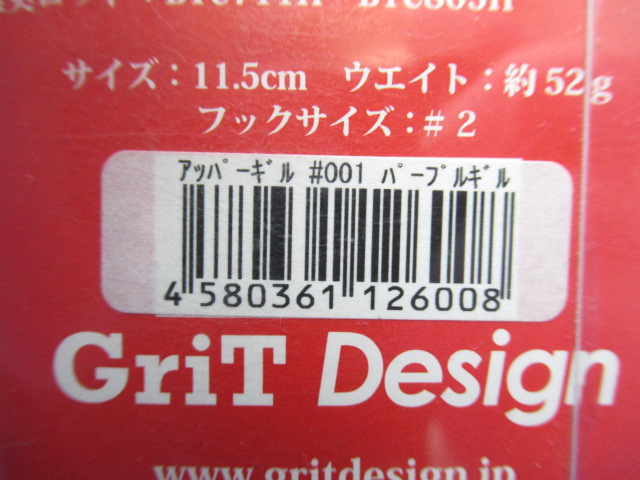 サイズ：11.5cm　ウエイト：約52g
フックサイズ：#2
ｱｯﾊﾟｰｷﾞﾙ #001 ﾊﾟｰﾌﾟﾙｷﾞﾙ
4 580361 126008
GriT Design
www.gritdesign.jp